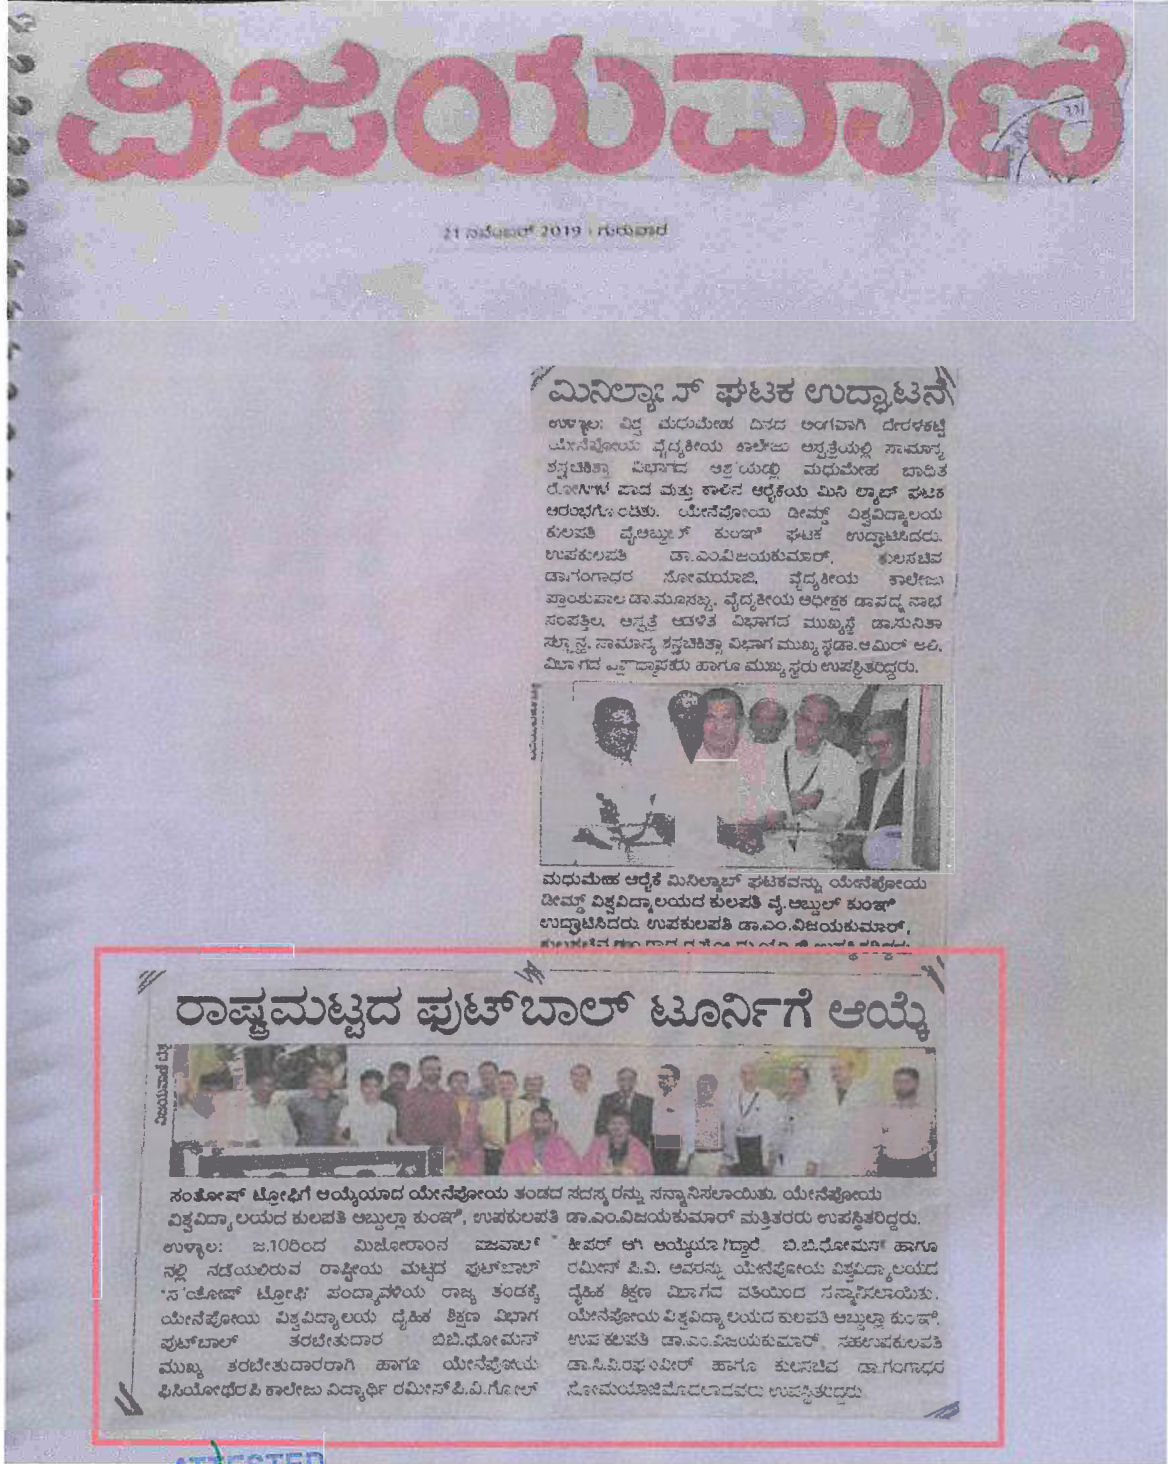 ವಿಜಯವಾಣಿ
21 ನವೆಂಬರ್ 2019 | ಗುರುವಾರ
ಮಿನಿಲ್ಯಾಬ್ ಘಟಕ ಉದ್ಘಾಟನೆ
ಉಳ್ಳಾಲ: ವಿಶ್ವ ಮಧುಮೇಹ ದಿನದ ಅಂಗವಾಗಿ ದೇರಳಕಟ್ಟೆ
ಯೇನೆಪೋಯ ವೈದ್ಯಕೀಯ ಕಾಲೇಜು ಆಸ್ಪತ್ರೆಯಲ್ಲಿ ಸಾಮಾನ್ಯ
ಶಸ್ತ್ರಚಿಕಿತ್ಸಾ ವಿಭಾಗದ ಆಶ್ರಯದಲ್ಲಿ ಮಧುಮೇಹ ಬಾಧಿತ
ರೋಗಿಗಳ ಪಾದ ಮತ್ತು ಕಾಲಿನ ಆರೈಕೆಯ ಮಿನಿ ಲ್ಯಾಬ್ ಘಟಕ
ಆರಂಭಗೊಂಡಿತು. ಯೇನೆಪೋಯ ಡೀಮ್ಡ್ ವಿಶ್ವವಿದ್ಯಾಲಯ
ಕುಲಪತಿ ವೈ.ಅಬ್ದುಲ್ ಕುಂಞ್ ಘಟಕ ಉದ್ಘಾಟಿಸಿದರು.
ಉಪಕುಲಪತಿ ಡಾ.ಎಂ.ವಿಜಯಕುಮಾರ್, ಕುಲಸಚಿವ
ಡಾ.ಗಂಗಾಧರ ಸೋಮಯಾಜಿ, ವೈದ್ಯಕೀಯ ಕಾಲೇಜು
ಪ್ರಾಂಶುಪಾಲ ಡಾ.ಮೂಸಬ್ಬ, ವೈದ್ಯಕೀಯ ಅಧೀಕ್ಷಕ ಡಾ.ಪದ್ಮನಾಭ
ಸಂಪತ್ತಿಲ, ಆಸ್ಪತ್ರೆ ಆಡಳಿತ ವಿಭಾಗದ ಮುಖ್ಯಸ್ಥೆ ಡಾ.ಸುನಿತಾ
ಸಲ್ದಾನ್ಹ, ಸಾಮಾನ್ಯ ಶಸ್ತ್ರಚಿಕಿತ್ಸಾ ವಿಭಾಗ ಮುಖ್ಯಸ್ಥ ಡಾ.ಆಮಿರ್ ಅಲಿ,
ವಿಭಾಗದ ಪ್ರಾಧ್ಯಾಪಕರು ಹಾಗೂ ಮುಖ್ಯಸ್ಥರು ಉಪಸ್ಥಿತರಿದ್ದರು.
ಮಧುಮೇಹ ಆರೈಕೆ ಮಿನಿಲ್ಯಾಬ್ ಘಟಕವನ್ನು ಯೇನೆಪೋಯ
ಡೀಮ್ಡ್ ವಿಶ್ವವಿದ್ಯಾಲಯದ ಕುಲಪತಿ ವೈ.ಅಬ್ದುಲ್ ಕುಂಞ್
ಉದ್ಘಾಟಿಸಿದರು. ಉಪಕುಲಪತಿ ಡಾ.ಎಂ.ವಿಜಯಕುಮಾರ್,
ರಾಷ್ಟ್ರಮಟ್ಟದ ಫುಟ್‌ಬಾಲ್ ಟೂರ್ನಿಗೆ ಆಯ್ಕೆ
ವಿಜಯವಾಣಿ
ಸಂತೋಷ್ ಟ್ರೋಫಿಗೆ ಆಯ್ಕೆಯಾದ ಯೇನೆಪೋಯ ತಂಡದ ಸದಸ್ಯರನ್ನು ಸನ್ಮಾನಿಸಲಾಯಿತು. ಯೇನೆಪೋಯ
ವಿಶ್ವವಿದ್ಯಾಲಯದ ಕುಲಪತಿ ಅಬ್ದುಲ್ಲಾ ಕುಂಞಿ, ಉಪಕುಲಪತಿ ಡಾ.ಎಂ.ವಿಜಯಕುಮಾರ್ ಮತ್ತಿತರರು ಉಪಸ್ಥಿತರಿದ್ದರು.
ಉಳ್ಳಾಲ: ಜ.10ರಿಂದ ಮಿಜೋರಾಂನ ಐಜವಾಲ್
ನಲ್ಲಿ ನಡೆಯಲಿರುವ ರಾಷ್ಟ್ರೀಯ ಮಟ್ಟದ ಫುಟ್‌ಬಾಲ್
'ಸಂತೋಷ್ ಟ್ರೋಫಿ' ಪಂದ್ಯಾವಳಿಯ ರಾಜ್ಯ ತಂಡಕ್ಕೆ
ಯೇನೆಪೋಯ ವಿಶ್ವವಿದ್ಯಾಲಯ ದೈಹಿಕ ಶಿಕ್ಷಣ ವಿಭಾಗ
ಫುಟ್‌ಬಾಲ್ ತರಬೇತುದಾರ ಬಿ.ಬಿ.ಥೋಮಸ್
ಮುಖ್ಯ ತರಬೇತುದಾರರಾಗಿ ಹಾಗೂ ಯೇನೆಪೋಯ
ಫಿಸಿಯೋಥೆರಪಿ ಕಾಲೇಜು ವಿದ್ಯಾರ್ಥಿ ರಮೀಸ್.ಪಿ.ವಿ.ಗೋಲ್
ಕೀಪರ್ ಆಗಿ ಆಯ್ಕೆಯಾಗಿದ್ದಾರೆ. ಬಿ.ಬಿ.ಥೋಮಸ್ ಹಾಗೂ
ರಮೀಸ್ ಪಿ.ವಿ. ಅವರನ್ನು ಯೇನೆಪೋಯ ವಿಶ್ವವಿದ್ಯಾಲಯದ
ದೈಹಿಕ ಶಿಕ್ಷಣ ವಿಭಾಗದ ವತಿಯಿಂದ ಸನ್ಮಾನಿಸಲಾಯಿತು.
ಯೇನೆಪೋಯ ವಿಶ್ವವಿದ್ಯಾಲಯದ ಕುಲಪತಿ ಅಬ್ದುಲ್ಲಾ ಕುಂಞಿ,
ಉಪಕುಲಪತಿ ಡಾ.ಎಂ.ವಿಜಯಕುಮಾರ್, ಸಹಉಪಕುಲಪತಿ
ಡಾ.ಸಿ.ವಿ.ರಘುವೀರ್ ಹಾಗೂ ಕುಲಸಚಿವ ಡಾ.ಗಂಗಾಧರ
ಸೋಮಯಾಜಿ ಮೊದಲಾದವರು ಉಪಸ್ಥಿತರಿದ್ದರು.
ATTESTED